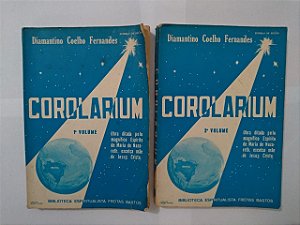 Diamantino Coelho Fernandes
COROLARIUM
1º VOLUME
Obra ditada pelo
magnífico Espírito
de Maria de Naza-
reth, excelsa mãe
de Jesus Cristo
Diamantino Coelho Fernandes
COROLARIUM
2º VOLUME
Obra ditada pelo
magnífico Espírito
de Maria de Naza-
reth, excelsa mãe
de Jesus Cristo
BIBLIOTECA ESPIRITUALISTA FREITAS BASTOS
BIBLIOTECA ESPIRITUALISTA FREITAS BASTOS